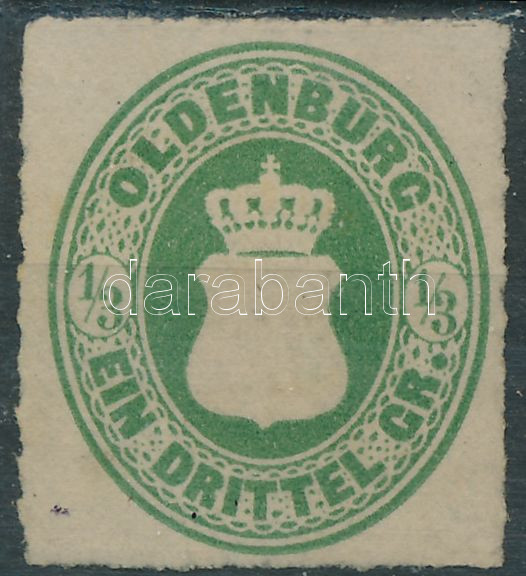 OLDENBURG
1/3 1/3
EIN DRITTEL GR.
darabanth